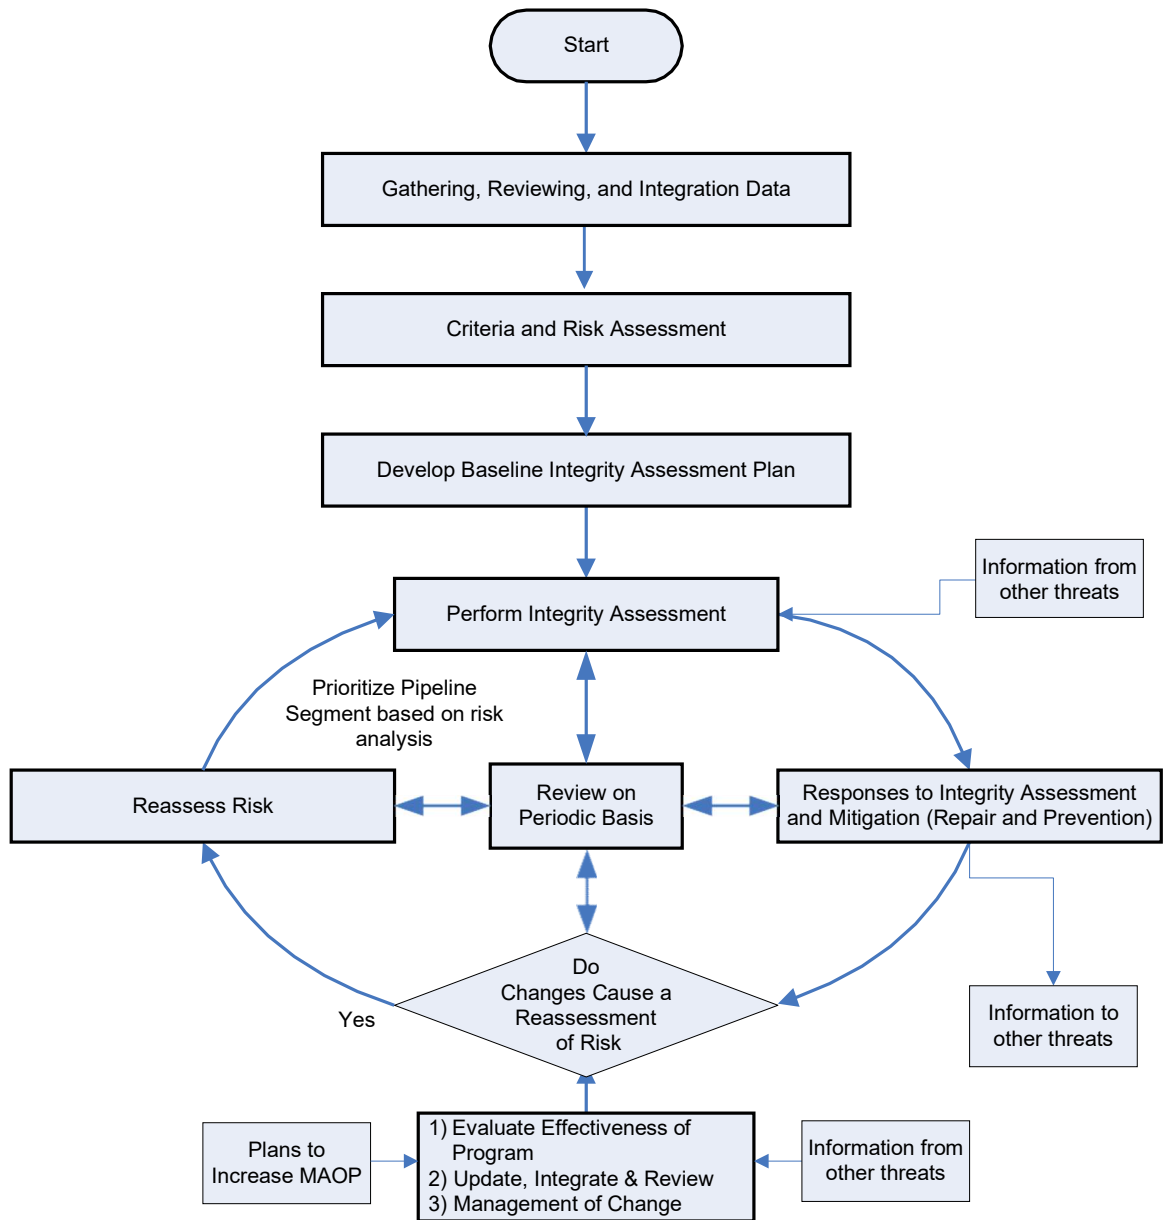 Start
Gathering, Reviewing, and Integration Data
Criteria and Risk Assessment
Develop Baseline Integrity Assessment Plan
Information from
other threats
Perform Integrity Assessment
Prioritize Pipeline
Segment based on risk
analysis
Reassess Risk
Review on
Periodic Basis
Responses to Integrity Assessment
and Mitigation (Repair and Prevention)
Do
Changes Cause a
Reassessment
of Risk
Yes
Information to
other threats
Plans to
Increase MAOP
1) Evaluate Effectiveness of
Program
2) Update, Integrate & Review
3) Management of Change
Information from
other threats